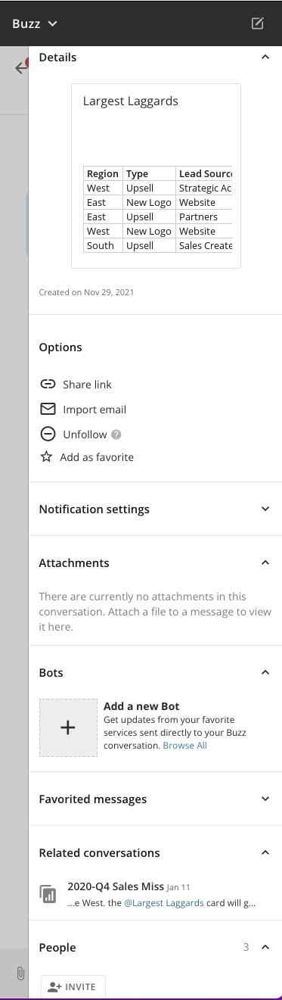 Buzz
Details
Largest Laggards
Region Type Lead Source
West Upsell Strategic Ac
East New Logo Website
East Upsell Partners
West New Logo Website
South Upsell Sales Create
Created on Nov 29, 2021
Options
Share link
Import email
Unfollow ?
Add as favorite
Notification settings
Attachments
There are currently no attachments in this
conversation. Attach a file to a message to view
it here.
Bots
+
Add a new Bot
Get updates from your favorite
services sent directly to your Buzz
conversation. Browse All
Favorited messages
Related conversations
2020-Q4 Sales Miss Jan 11
...e West. the @Largest Laggards card will g...
People 3
INVITE